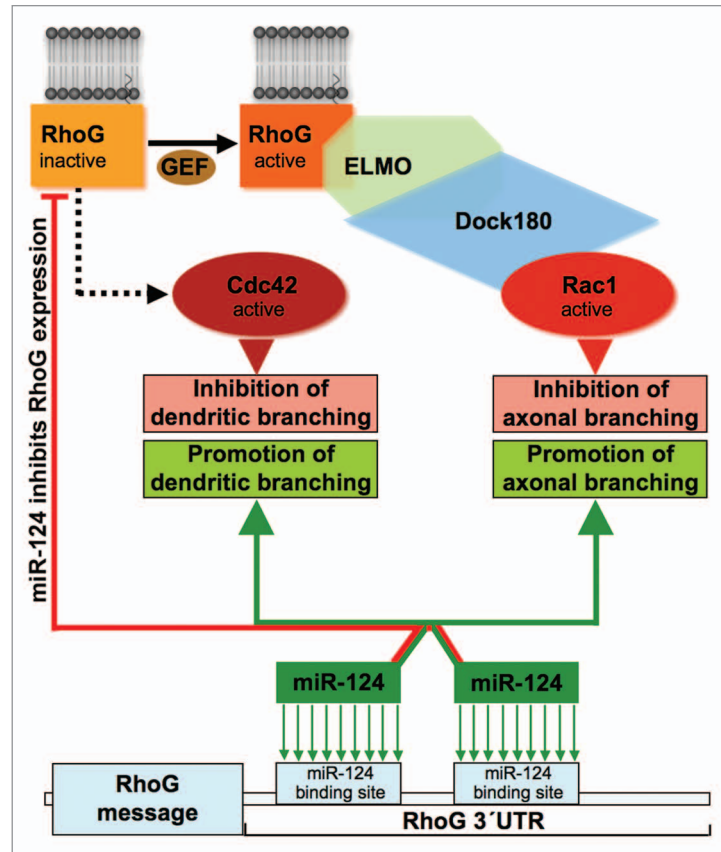 RhoG
inactive
GEF
RhoG
active
ELMO
Dock180
miR-124 inhibits RhoG expression
Cdc42
active
Rac1
active
Inhibition of
dendritic branching
Inhibition of
axonal branching
Promotion of
dendritic branching
Promotion of
axonal branching
miR-124
miR-124
RhoG
message
miR-124
binding site
miR-124
binding site
RhoG 3´UTR